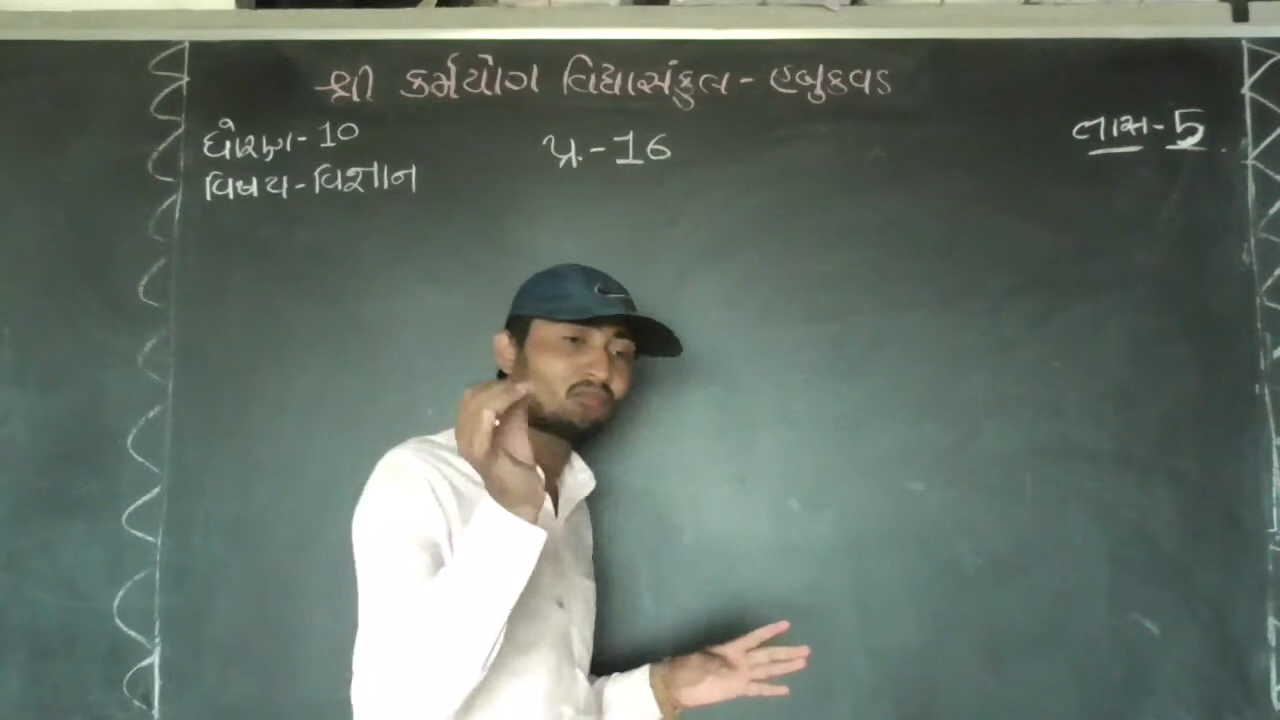 શ્રી કર્મયોગ વિદ્યાસંકુલ - હબુકવડ
ધોરણ - 10
પ્ર. - 16
તાસ - 5
વિષય - વિજ્ઞાન